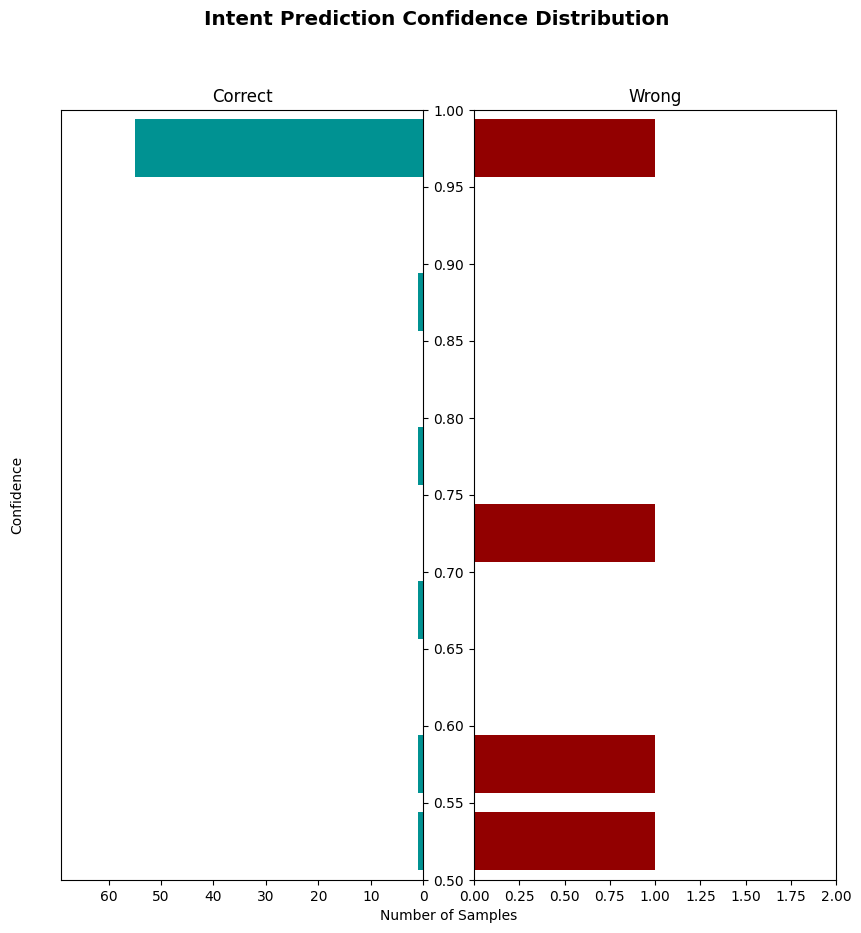 Intent Prediction Confidence Distribution
Correct
Wrong
Confidence
1.00
0.95
0.90
0.85
0.80
0.75
0.70
0.65
0.60
0.55
0.50
60 50 40 30 20 10 0
0.00 0.25 0.50 0.75 1.00 1.25 1.50 1.75 2.00
Number of Samples